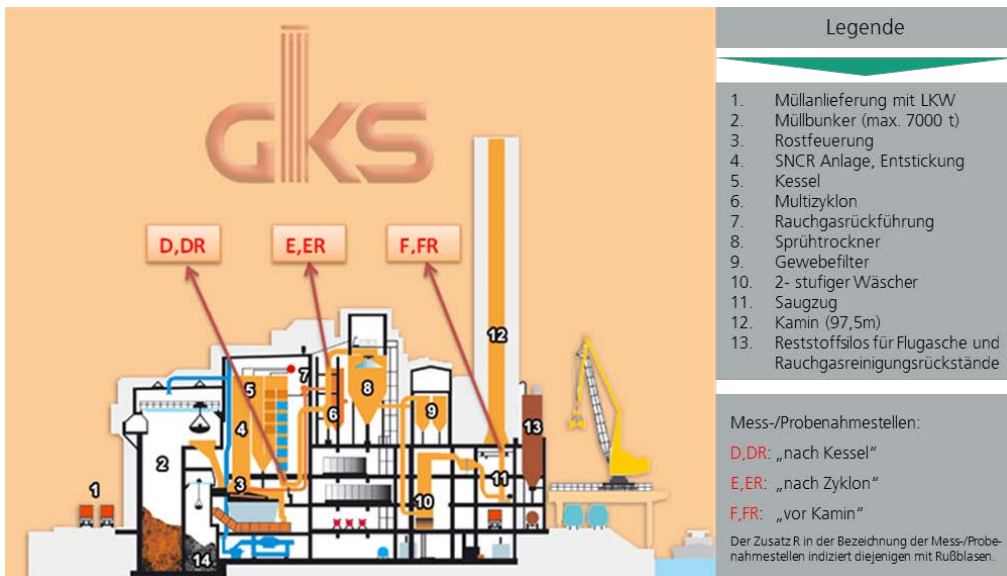 GKS
D,DR
E,ER
F,FR
1
2
3
4
5
6
7
8
9
10
11
12
13
14
Legende
1. Müllanlieferung mit LKW
2. Müllbunker (max. 7000 t)
3. Rostfeuerung
4. SNCR Anlage, Entstickung
5. Kessel
6. Multizyklon
7. Rauchgasrückführung
8. Sprühtrockner
9. Gewebefilter
10. 2- stufiger Wäscher
11. Saugzug
12. Kamin (97,5m)
13. Reststoffsilos für Flugasche und
Rauchgasreinigungsrückstände
Mess-/Probenahmestellen:
D,DR: „nach Kessel“
E,ER: „nach Zyklon“
F,FR: „vor Kamin“
Der Zusatz R in der Bezeichnung der Mess-/Probe-
nahmestellen indiziert diejenigen mit Rußblasen.